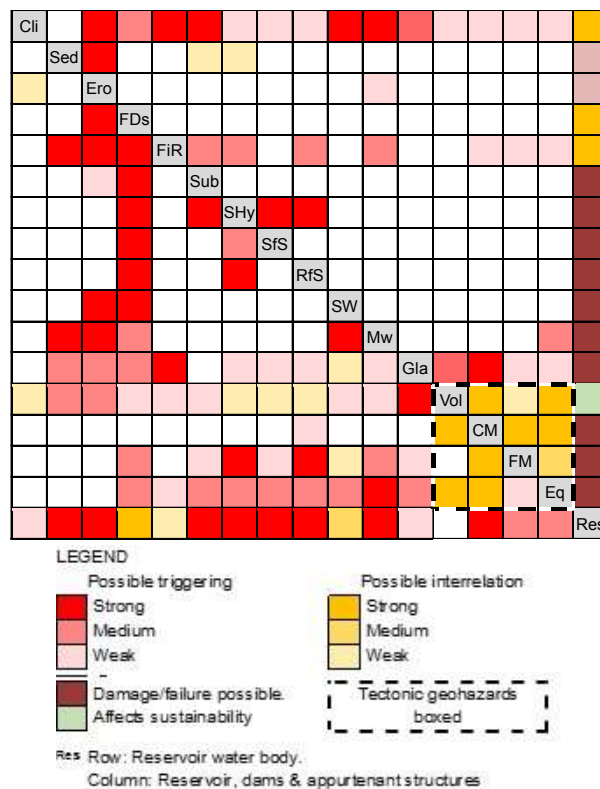 Cli
Sed
Ero
FDs
FiR
Sub
SHy
SfS
RfS
SW
Mw
Gla
Vol
CM
FM
Eq
Res
LEGEND
Possible triggering
Strong
Medium
Weak
Damage/failure possible.
Affects sustainability
Possible interrelation
Strong
Medium
Weak
Tectonic geohazards
boxed
Res Row: Reservoir water body.
Column: Reservoir, dams & appurtenant structures